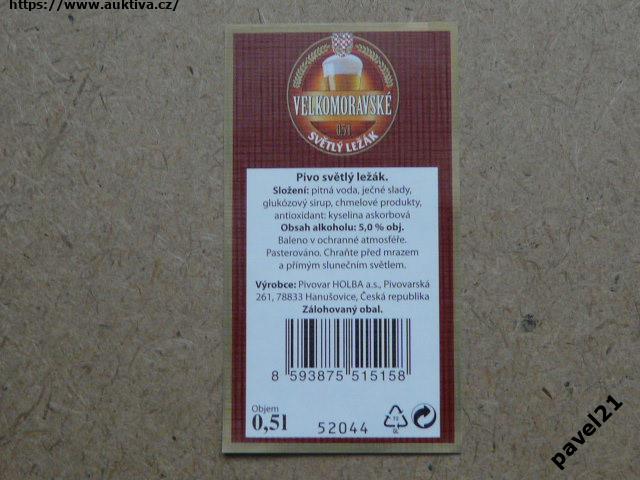 https://www.auktiva.cz/
VELKOMORAVSKÉ
0,5 l
SVĚTLÝ LEŽÁK
Pivo světlý ležák.
Složení: pitná voda, ječné slady,
glukózový sirup, chmelové produkty,
antioxidant: kyselina askorbová
Obsah alkoholu: 5,0 % obj.
Baleno v ochranné atmosféře.
Pasterováno. Chraňte před mrazem
a přímým slunečním světlem.
Výrobce: Pivovar HOLBA a.s., Pivovarská
261, 78833 Hanušovice, Česká republika
Zálohovaný obal.
8 593875 515158
Objem
0,5l
52044
pavel21